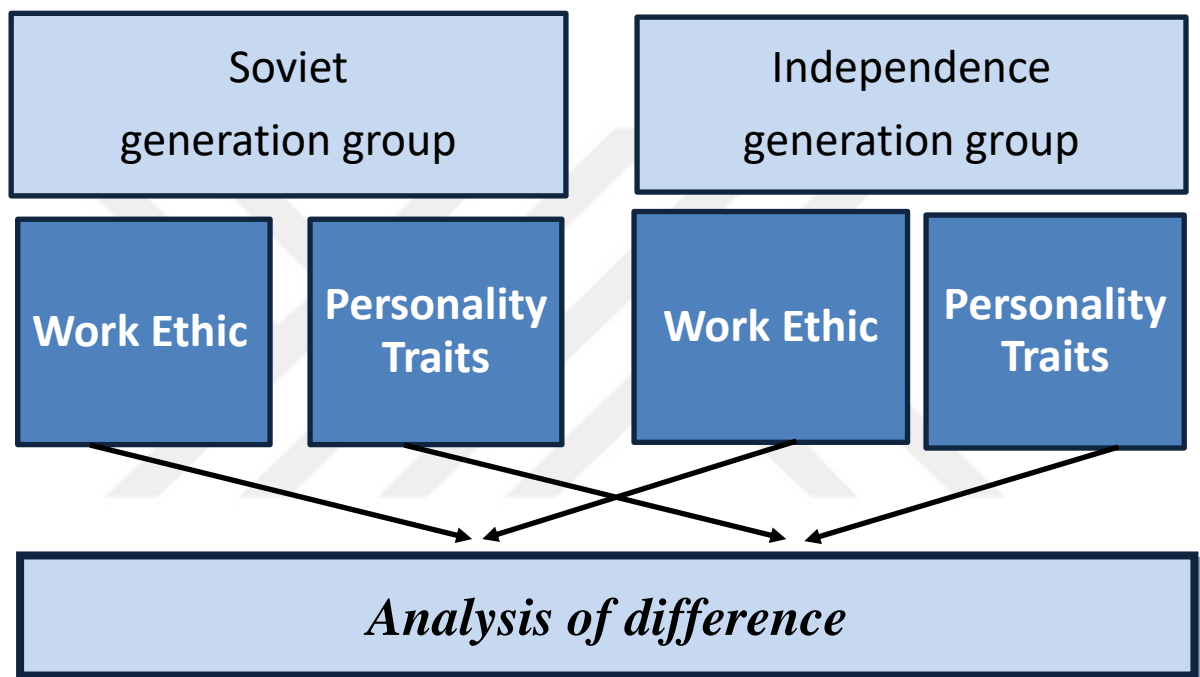 Soviet
generation group
Independence
generation group
Work Ethic
Personality
Traits
Work Ethic
Personality
Traits
Analysis of difference